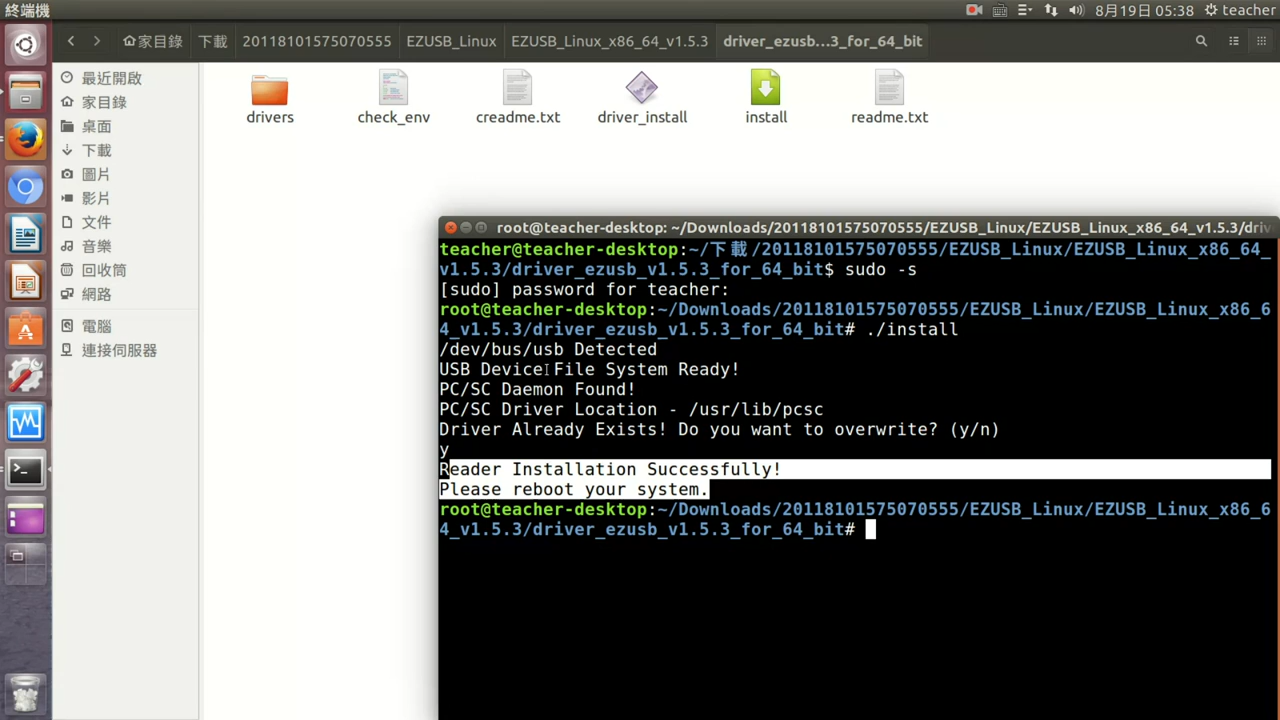 終端機
8月19日 05:38
teacher
家目錄
下載
20118101575070555
EZUSB_Linux
EZUSB_Linux_x86_64_v1.5.3
driver_ezusb…3_for_64_bit
最近開啟
家目錄
桌面
下載
圖片
影片
文件
音樂
回收筒
網路
電腦
連接伺服器
drivers
check_env
creadme.txt
driver_install
install
readme.txt
root@teacher-desktop: ~/Downloads/20118101575070555/EZUSB_Linux/EZUSB_Linux_x86_64_v1.5.3/driv
teacher@teacher-desktop:~/下載/20118101575070555/EZUSB_Linux/EZUSB_Linux_x86_64_
v1.5.3/driver_ezusb_v1.5.3_for_64_bit$ sudo -s
[sudo] password for teacher:
root@teacher-desktop:~/Downloads/20118101575070555/EZUSB_Linux/EZUSB_Linux_x86_6
4_v1.5.3/driver_ezusb_v1.5.3_for_64_bit# ./install
/dev/bus/usb Detected
USB Device File System Ready!
PC/SC Daemon Found!
PC/SC Driver Location - /usr/lib/pcsc
Driver Already Exists! Do you want to overwrite? (y/n)
y
Reader Installation Successfully!
Please reboot your system.
root@teacher-desktop:~/Downloads/20118101575070555/EZUSB_Linux/EZUSB_Linux_x86_6
4_v1.5.3/driver_ezusb_v1.5.3_for_64_bit#